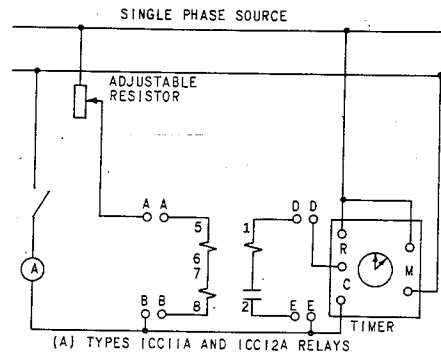 SINGLE PHASE SOURCE
ADJUSTABLE
RESISTOR
A A
D D
5
1
6
7
8
2
R
C
M
A
B B
E E
TIMER
(A) TYPES ICC11A AND ICC12A RELAYS